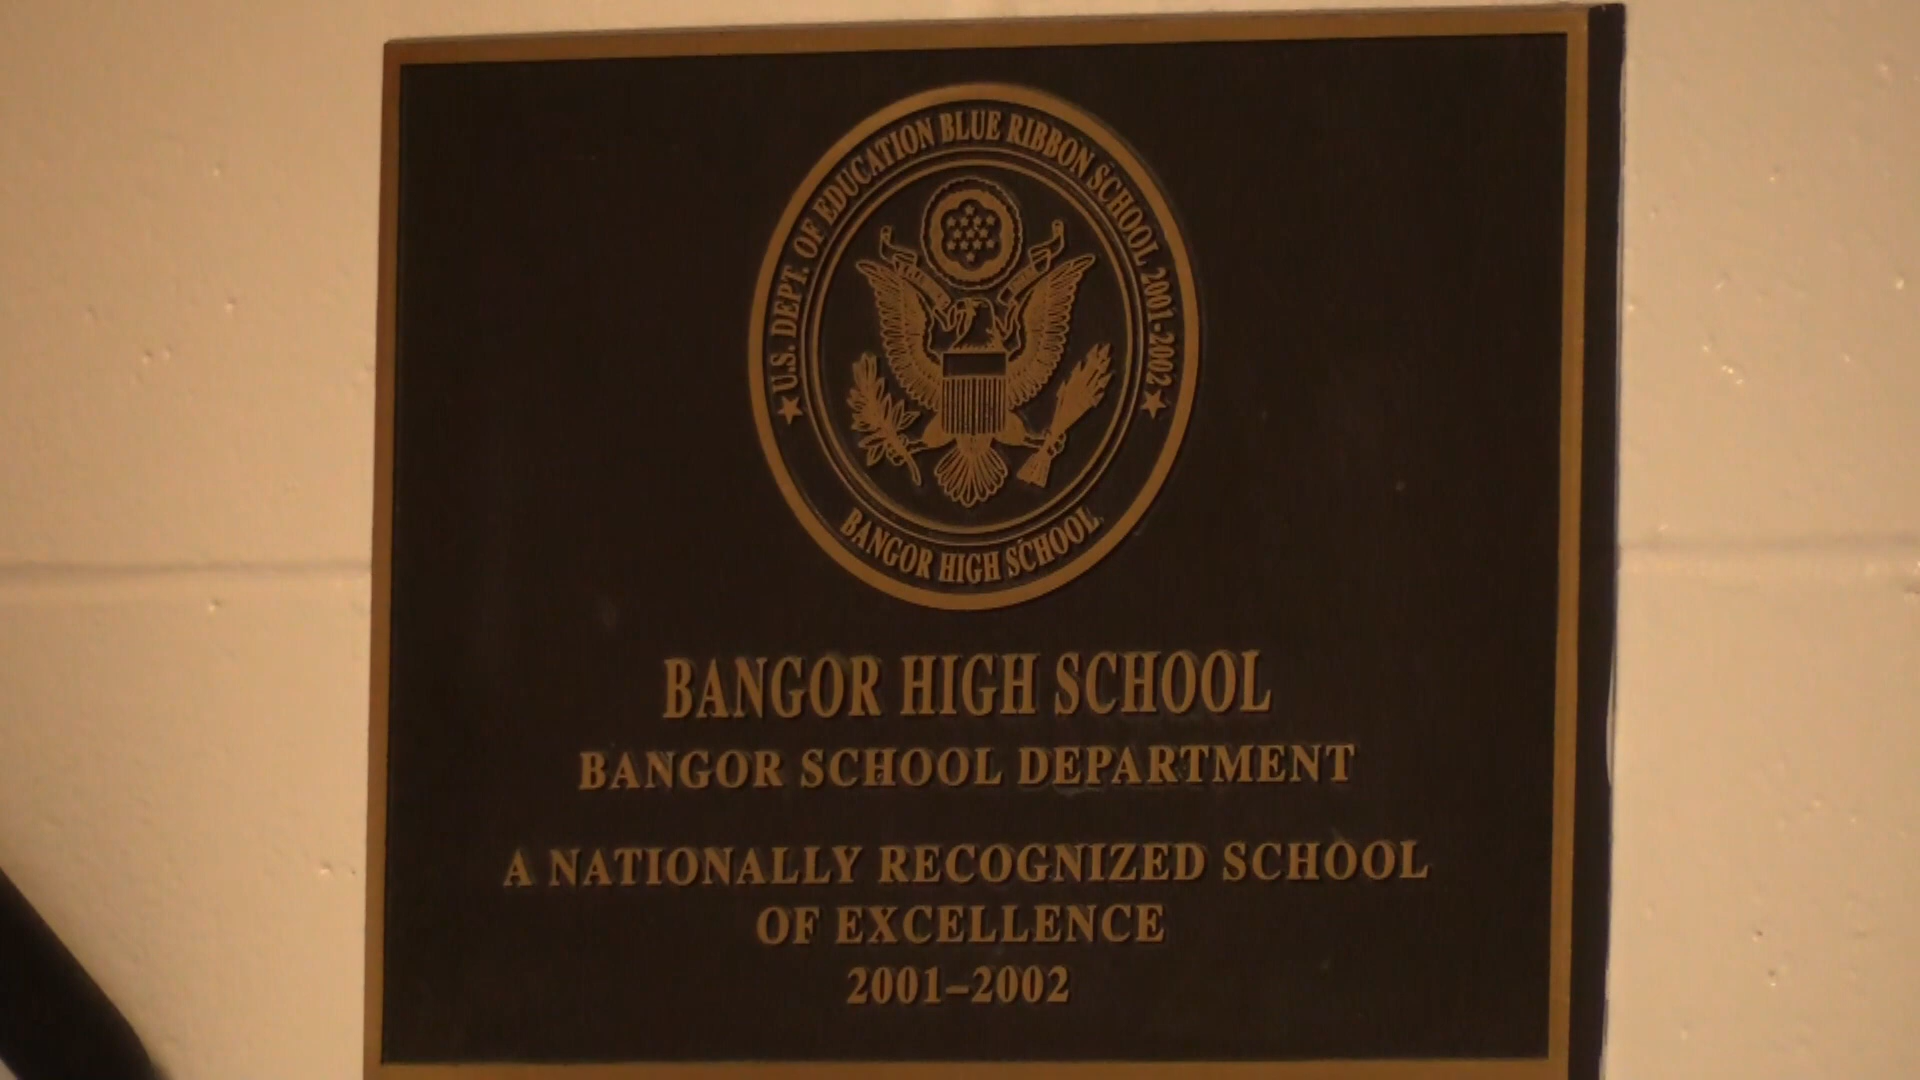 ★ U.S. DEPT. OF EDUCATION BLUE RIBBON SCHOOL 2001-2002 ★
BANGOR HIGH SCHOOL
BANGOR HIGH SCHOOL
BANGOR SCHOOL DEPARTMENT
A NATIONALLY RECOGNIZED SCHOOL
OF EXCELLENCE
2001–2002